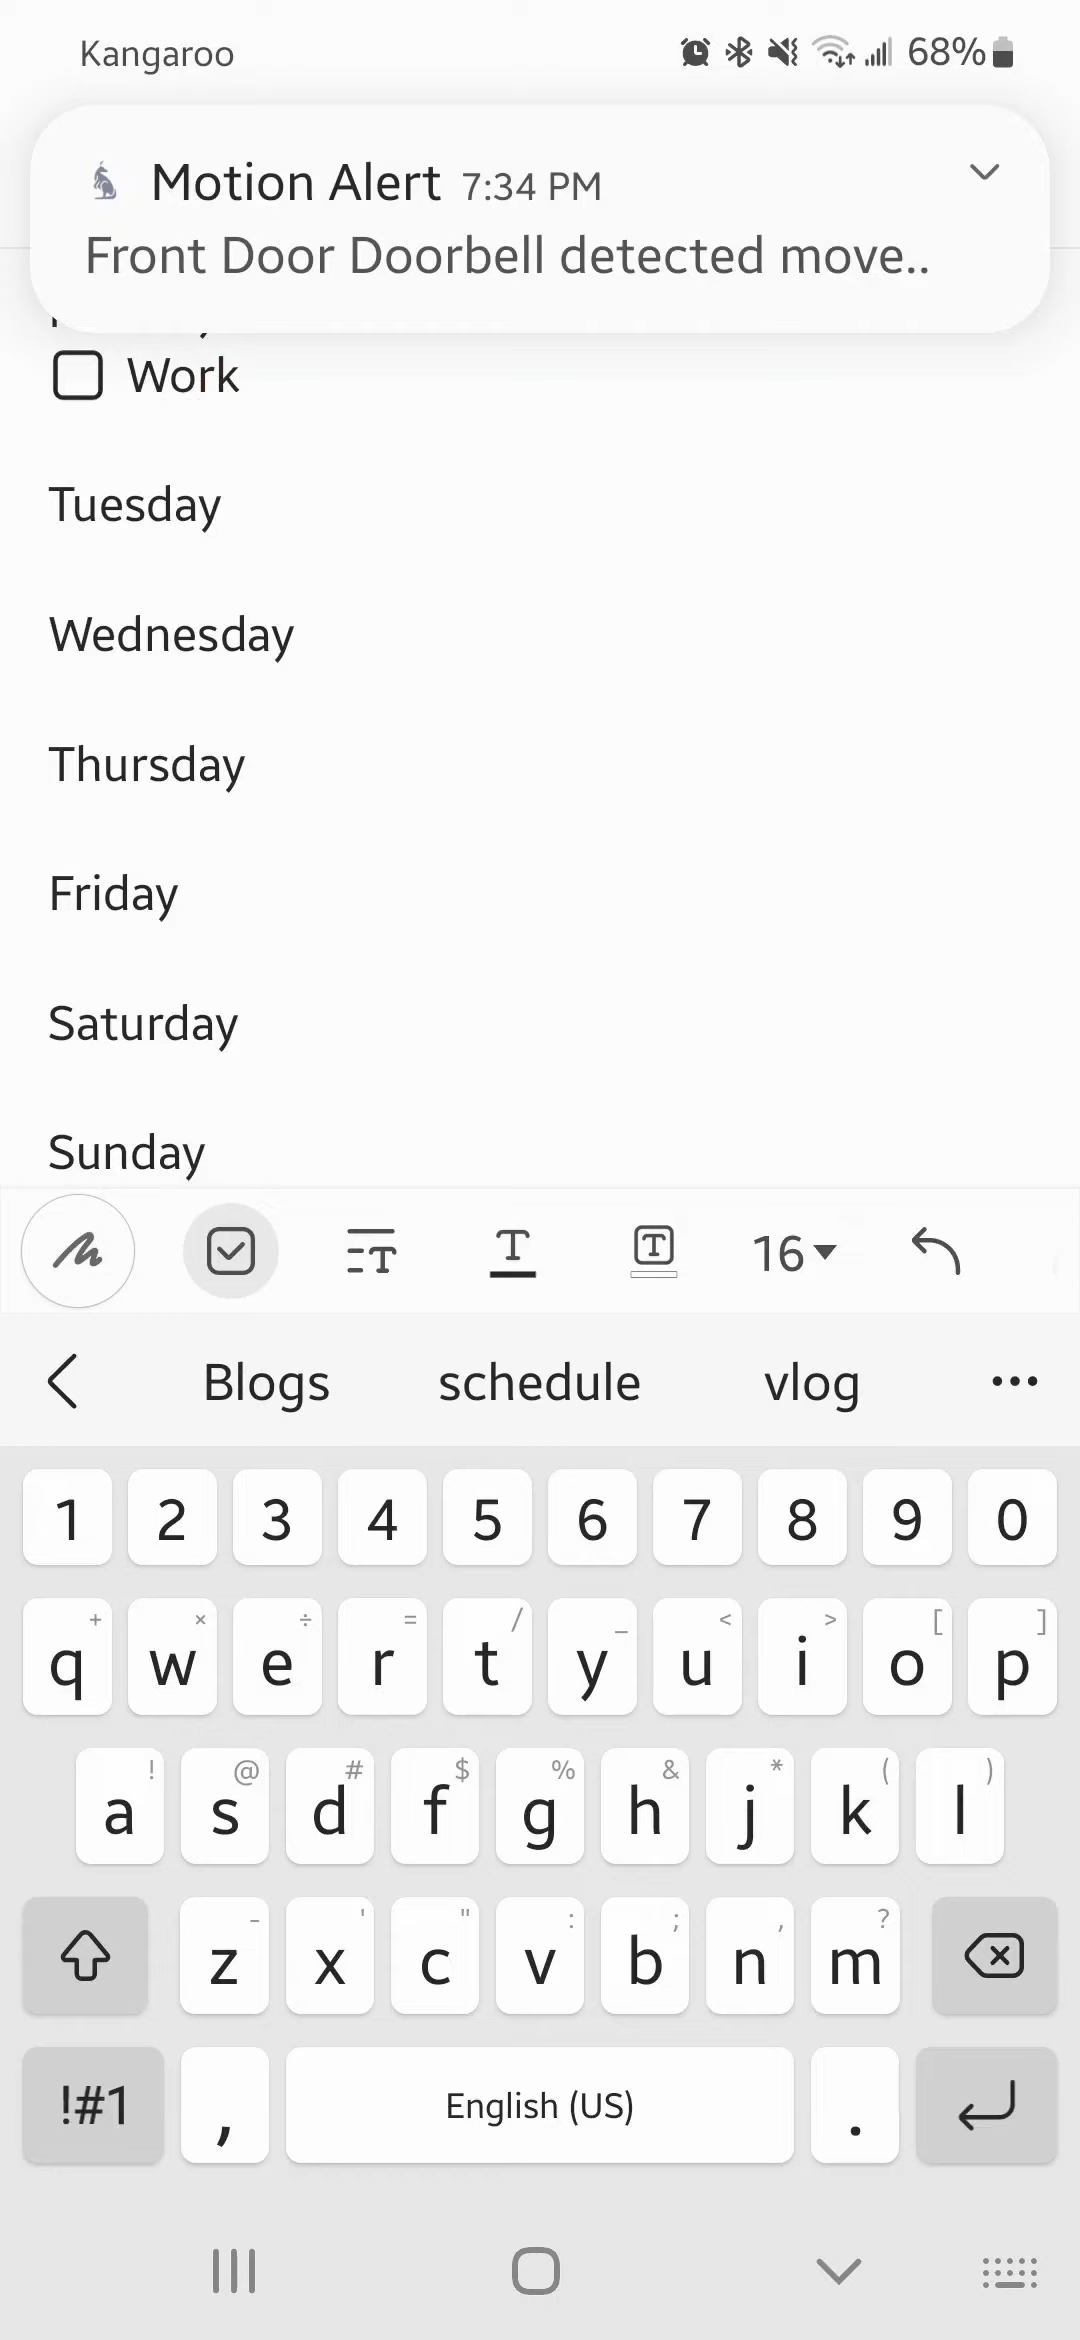 Kangaroo 68%
Motion Alert 7:34 PM
Front Door Doorbell detected move..
Work
Tuesday
Wednesday
Thursday
Friday
Saturday
Sunday
T T T 16
Blogs schedule vlog ...
1 2 3 4 5 6 7 8 9 0
+ × ÷ = / _ < > [ ]
q w e r t y u i o p
! @ # $ % & * ( )
a s d f g h j k l
- ' " : ; , ?
z x c v b n m
!#1 , English (US) .